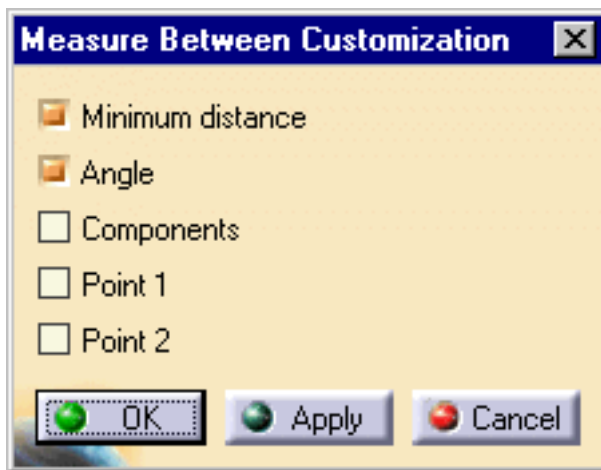 Measure Between Customization
Minimum distance
Angle
Components
Point 1
Point 2
OK Apply Cancel